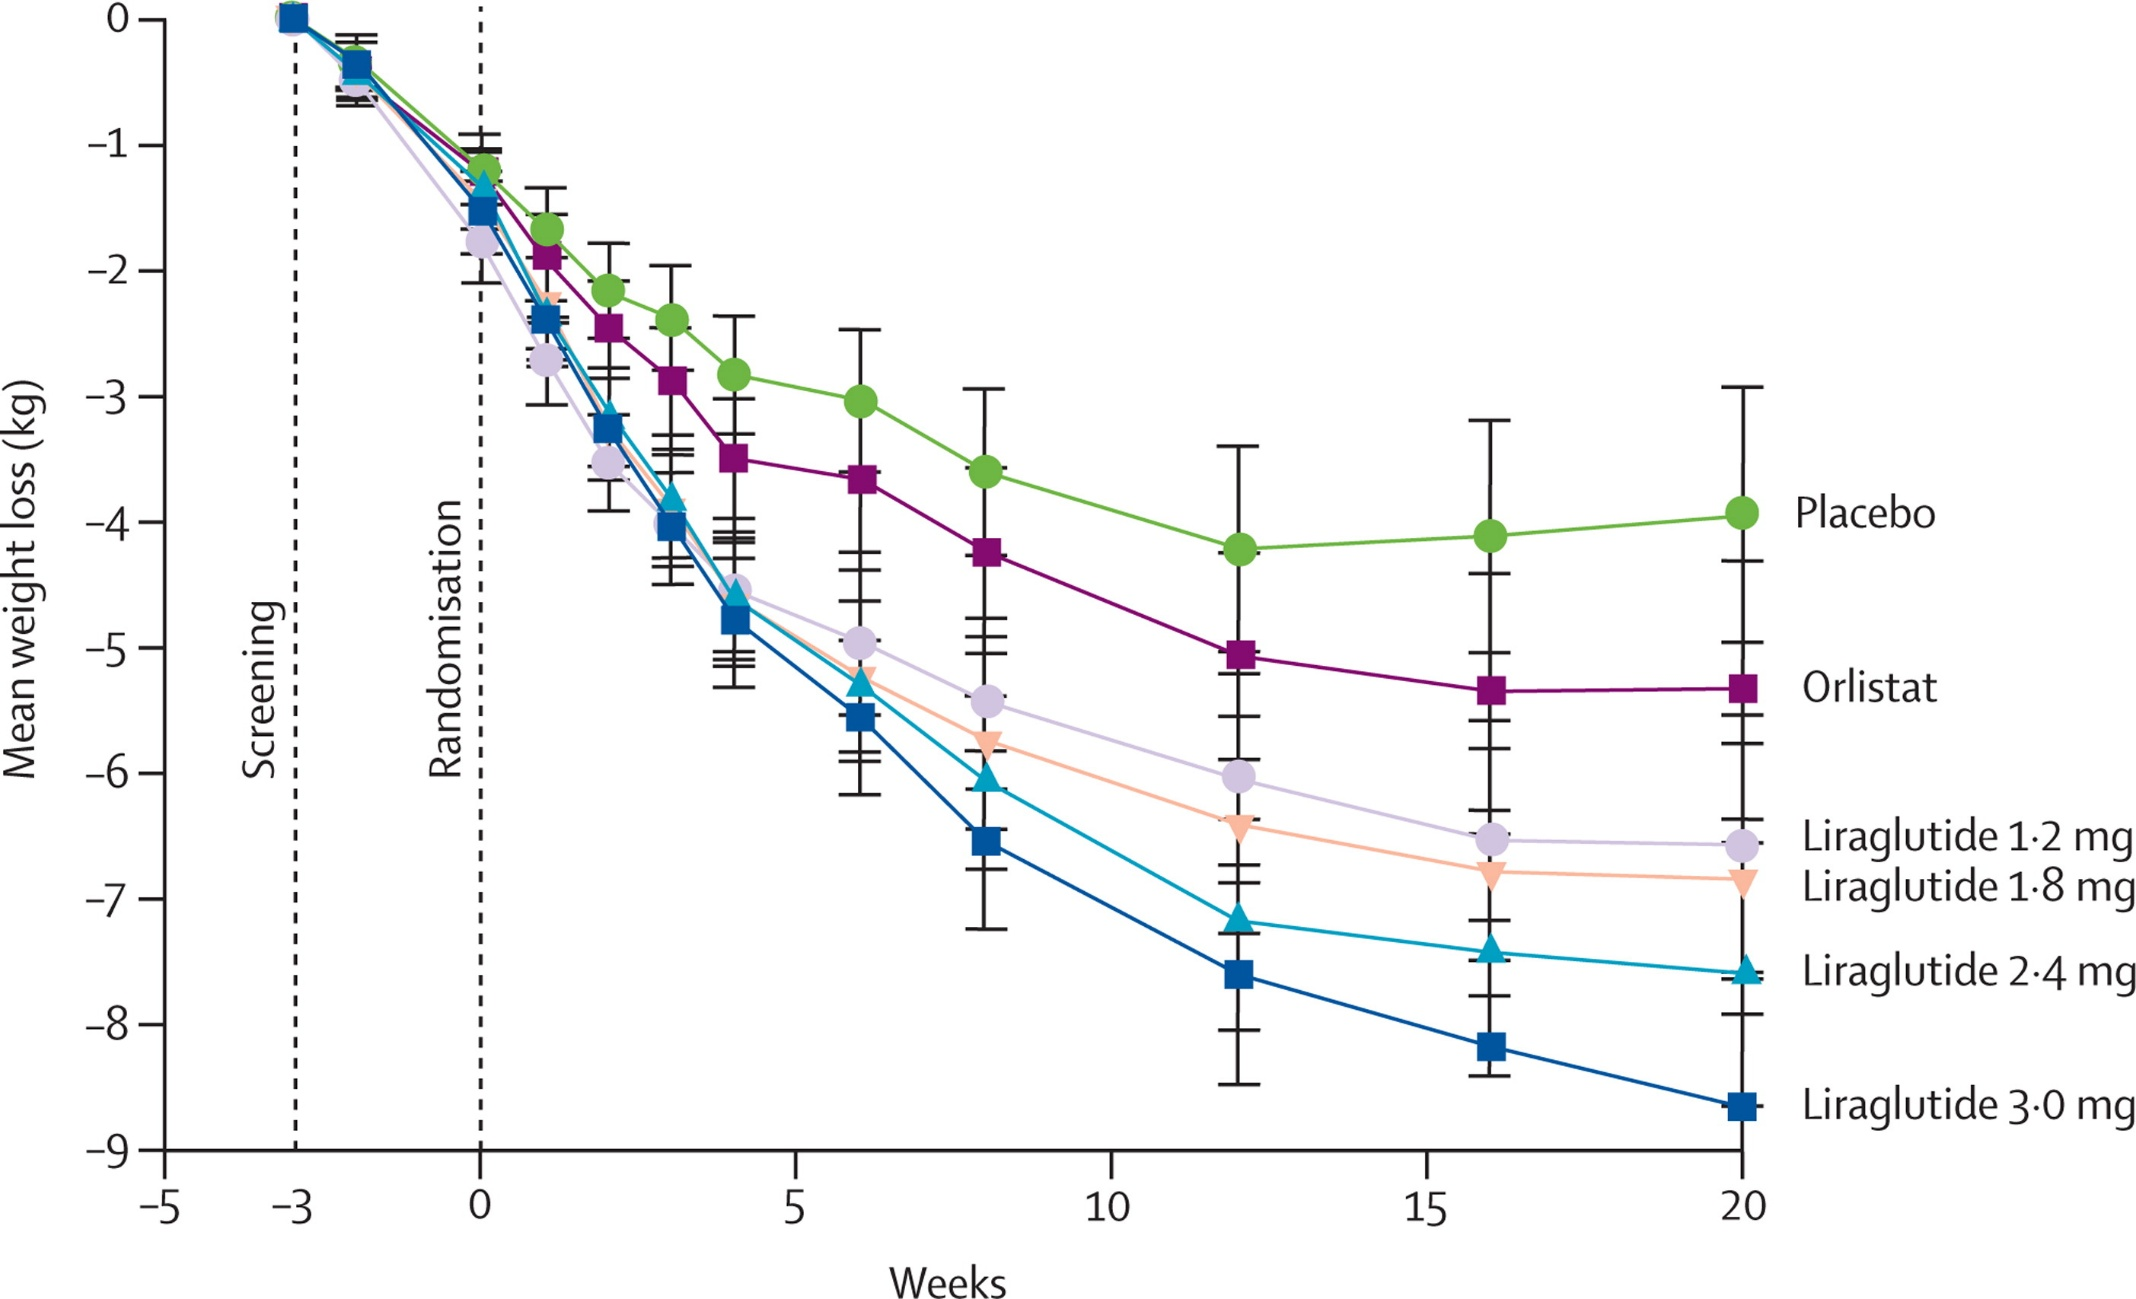 0
–1
–2
–3
–4
–5
–6
–7
–8
–9
Mean weight loss (kg)
Screening
Randomisation
Placebo
Orlistat
Liraglutide 1·2 mg
Liraglutide 1·8 mg
Liraglutide 2·4 mg
Liraglutide 3·0 mg
–5 –3 0 5 10 15 20
Weeks